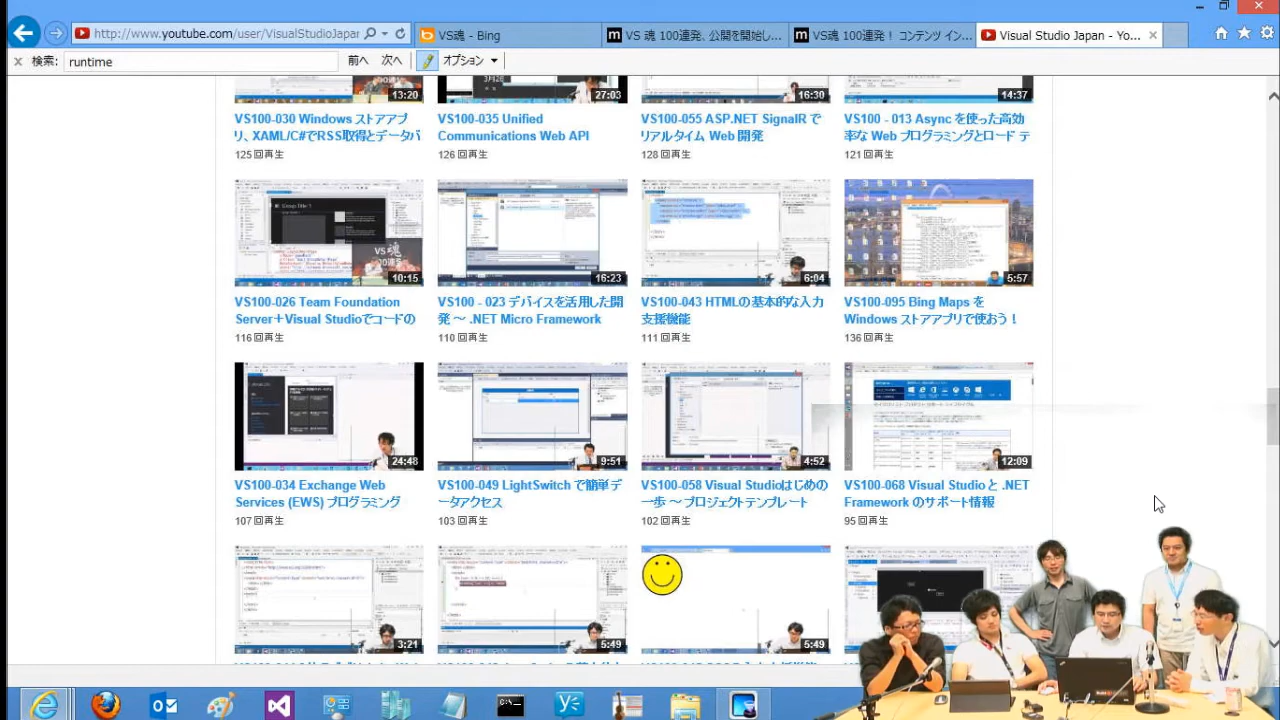 http://www.youtube.com/user/VisualStudioJapan
VS魂 - Bing
VS 魂 100連発、公開を開始し...
VS魂 100連発！ コンテンツ イン...
Visual Studio Japan - Yo...
検索:
runtime
前へ
次へ
オプション
13:20
27:03
16:30
14:37
VS100-030 Windows ストアアプ
リ、XAML/C#でRSS取得とデータバ
125 回再生
VS100-035 Unified
Communications Web API
126 回再生
VS100-055 ASP.NET SignalR で
リアルタイム Web 開発
128 回再生
VS100 - 013 Async を使った高効
率な Web プログラミングとロード テ
121 回再生
VS 魂
10:15
16:23
6:04
5:57
VS100-026 Team Foundation
Server＋Visual Studioでコードの
116 回再生
VS100 - 023 デバイスを活用した開
発 ～ .NET Micro Framework
110 回再生
VS100-043 HTMLの基本的な入力
支援機能
111 回再生
VS100-095 Bing Maps を
Windows ストアアプリで使おう！
136 回再生
24:48
9:51
4:52
12:09
VS100-034 Exchange Web
Services (EWS) プログラミング
107 回再生
VS100-049 LightSwitch で簡単デ
ータアクセス
103 回再生
VS100-058 Visual Studioはじめの
一歩 ～ プロジェクトテンプレート
102 回再生
VS100-068 Visual Studio と .NET
Framework のサポート情報
95 回再生
3:21
5:49
5:49